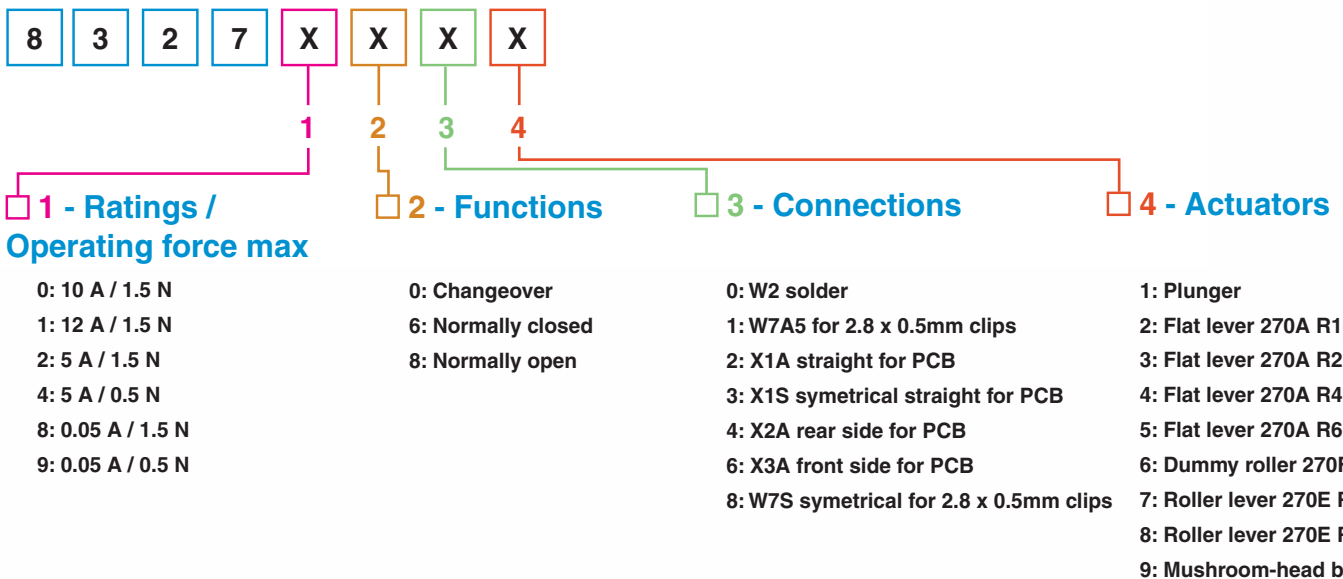 8 3 2 7 X X X X
1 2 3 4
1 - Ratings /
Operating force max
0: 10 A / 1.5 N
1: 12 A / 1.5 N
2: 5 A / 1.5 N
4: 5 A / 0.5 N
8: 0.05 A / 1.5 N
9: 0.05 A / 0.5 N
2 - Functions
0: Changeover
6: Normally closed
8: Normally open
3 - Connections
0: W2 solder
1: W7A5 for 2.8 x 0.5mm clips
2: X1A straight for PCB
3: X1S symetrical straight for PCB
4: X2A rear side for PCB
6: X3A front side for PCB
8: W7S symetrical for 2.8 x 0.5mm clips
4 - Actuators
1: Plunger
2: Flat lever 270A R1
3: Flat lever 270A R2
4: Flat lever 270A R4
5: Flat lever 270A R6
6: Dummy roller
7: Roller lever 270E
8: Roller lever 270E
9: Mushroom-head